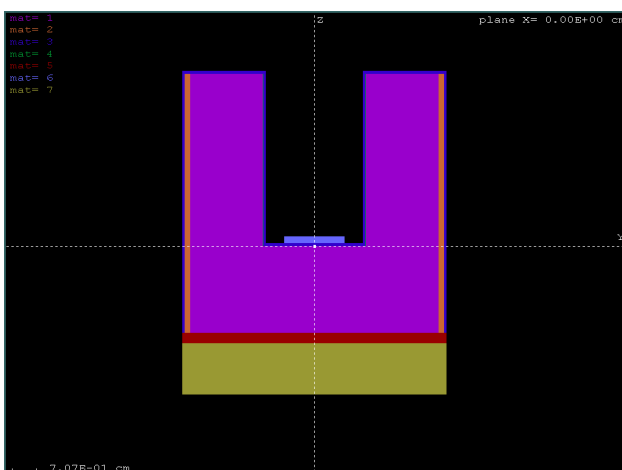 mat= 1
mat= 2
mat= 3
mat= 4
mat= 5
mat= 6
mat= 7
Z
plane X= 0.00E+00 cm
Y
7.07E-01 cm